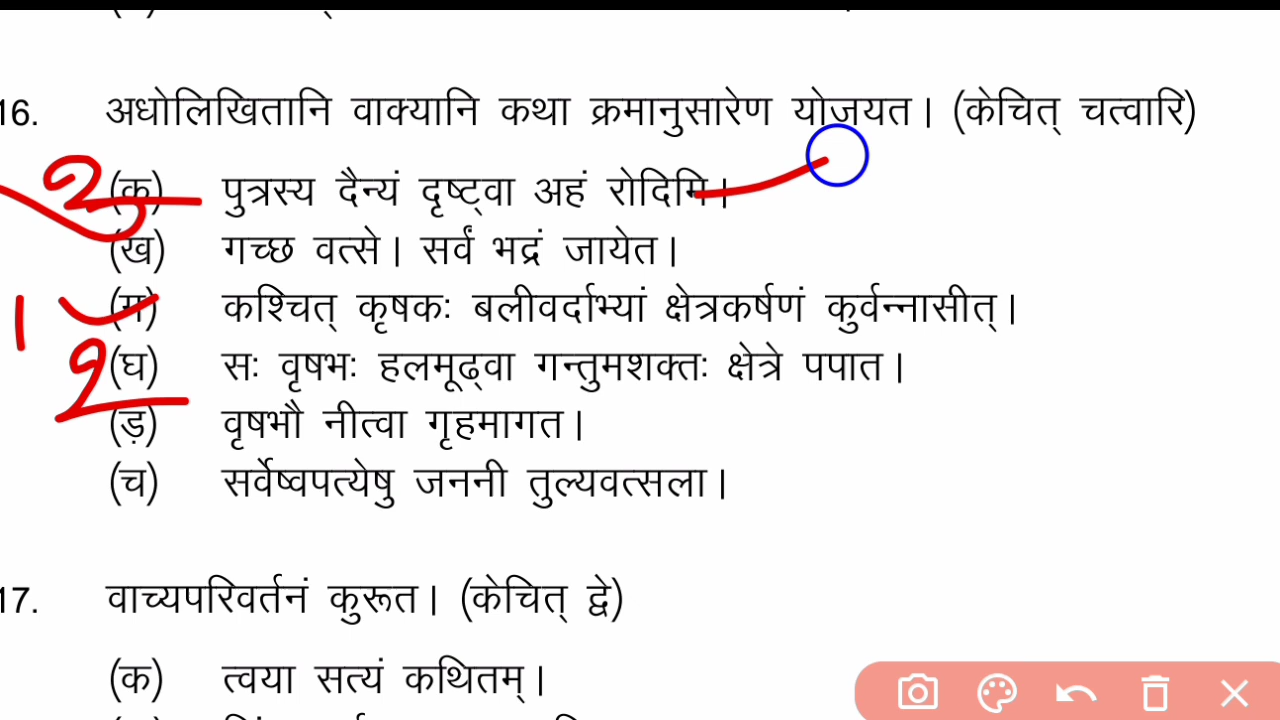 16. अधोलिखितानि वाक्यानि कथा क्रमानुसारेण योजयत। (केचित् चत्वारि)
२ (क) पुत्रस्य दैन्यं दृष्ट्वा अहं रोदिमि।
(ख) गच्छ वत्से। सर्वं भद्रं जायेत।
1 (ग) कश्चित् कृषकः बलीवर्दाभ्यां क्षेत्रकर्षणं कुर्वन्नासीत्।
(घ) सः वृषभः हलमूढ्वा गन्तुमशक्तः क्षेत्रे पपात।
(ड़) वृषभौ नीत्वा गृहमागत।
(च) सर्वेष्वपत्येषु जननी तुल्यवत्सला।
17. वाच्यपरिवर्तनं कुरूत। (केचित् द्वे)
(क) त्वया सत्यं कथितम्।